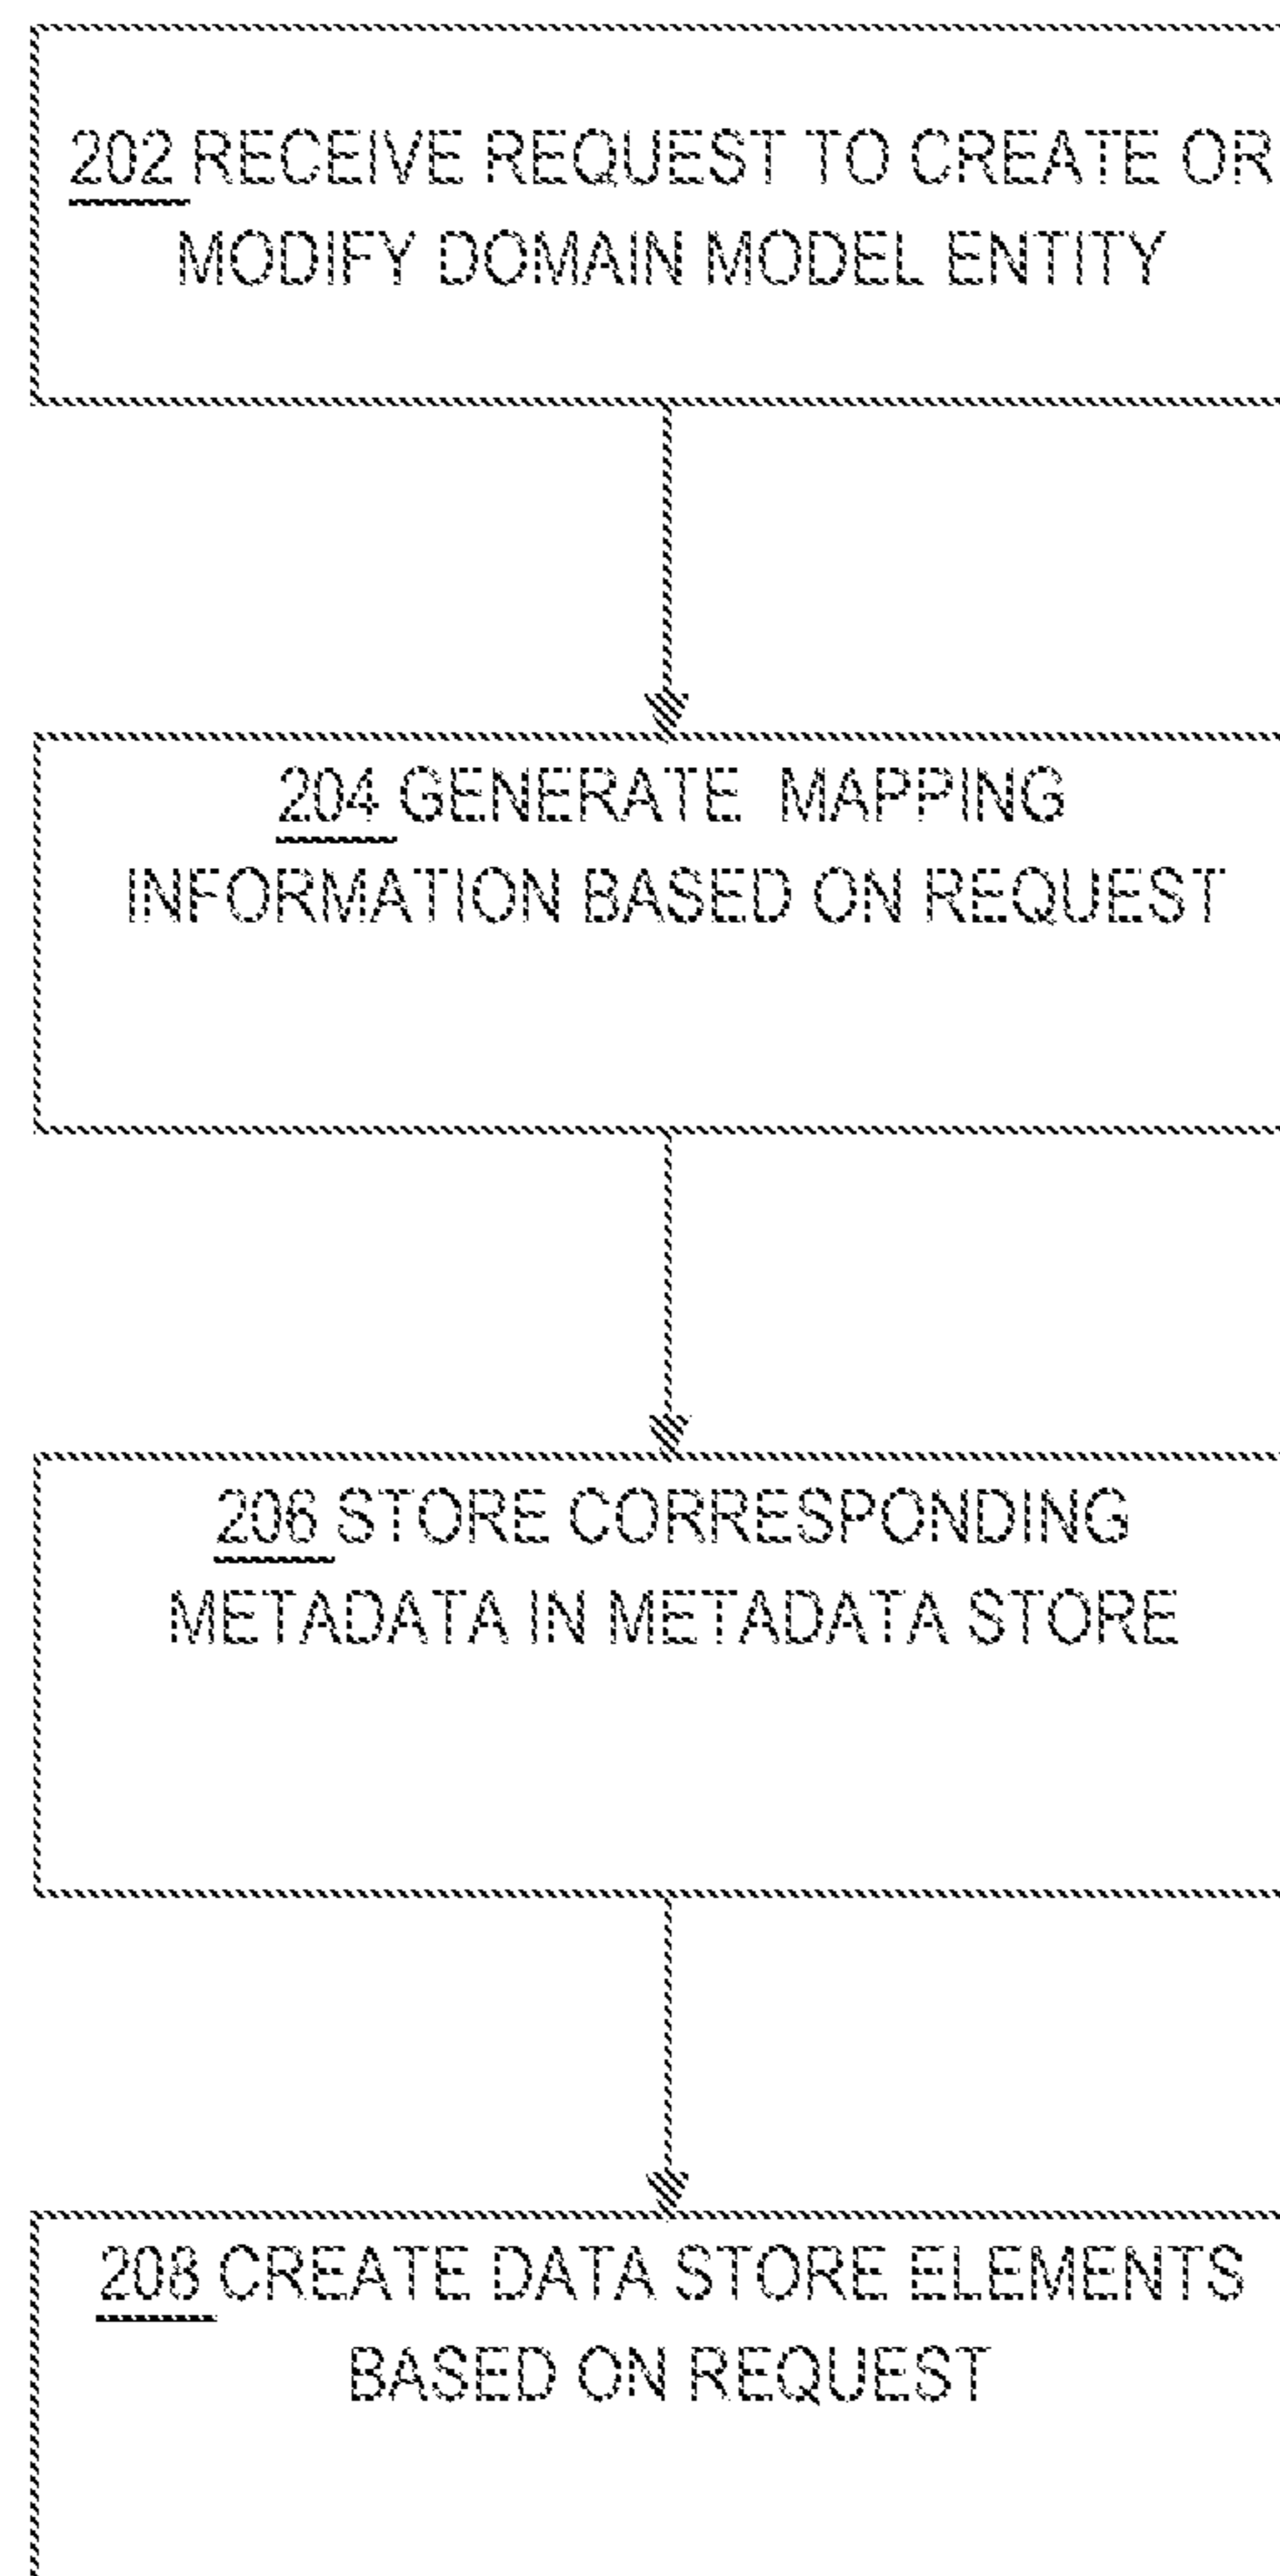 202 RECEIVE REQUEST TO CREATE OR
MODIFY DOMAIN MODEL ENTITY
204 GENERATE MAPPING
INFORMATION BASED ON REQUEST
206 STORE CORRESPONDING
METADATA IN METADATA STORE
208 CREATE DATA STORE ELEMENTS
BASED ON REQUEST